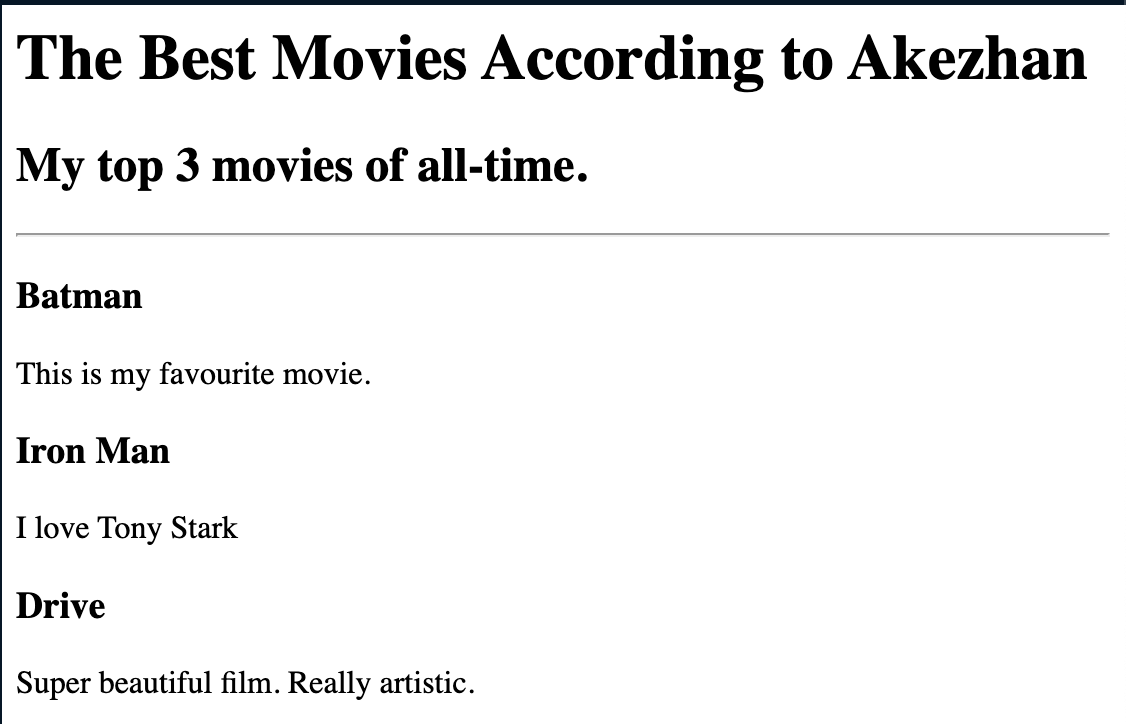 The Best Movies According to Akezhan
My top 3 movies of all-time.
Batman
This is my favourite movie.
Iron Man
I love Tony Stark
Drive
Super beautiful film. Really artistic.